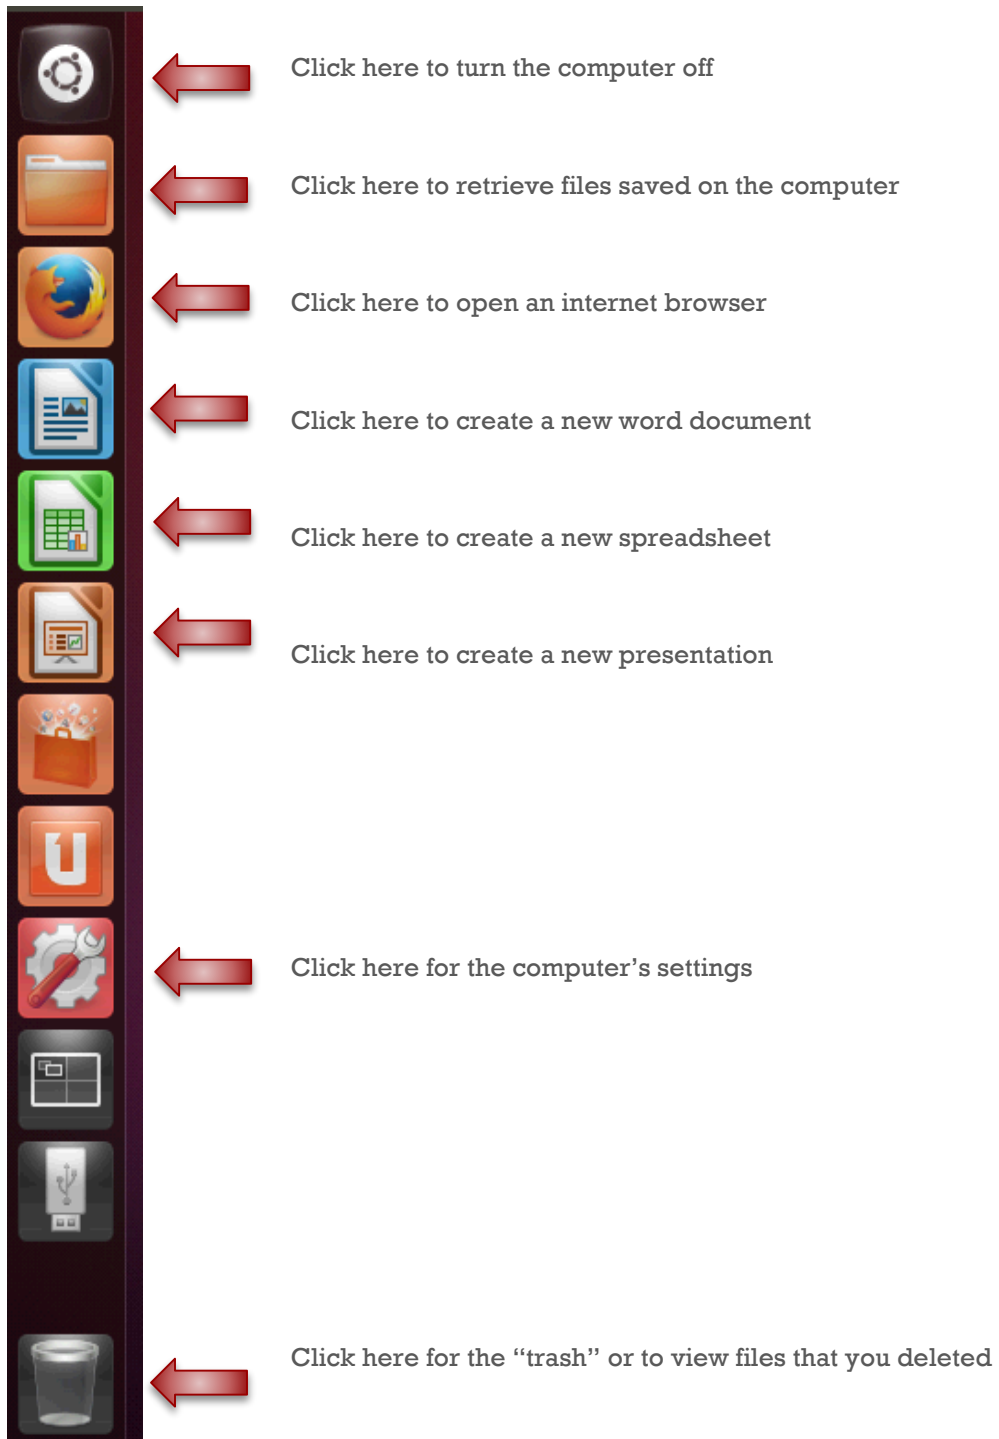 Click here to turn the computer off
Click here to retrieve files saved on the computer
Click here to open an internet browser
Click here to create a new word document
Click here to create a new spreadsheet
Click here to create a new presentation
Click here for the computer’s settings
Click here for the “trash” or to view files that you deleted